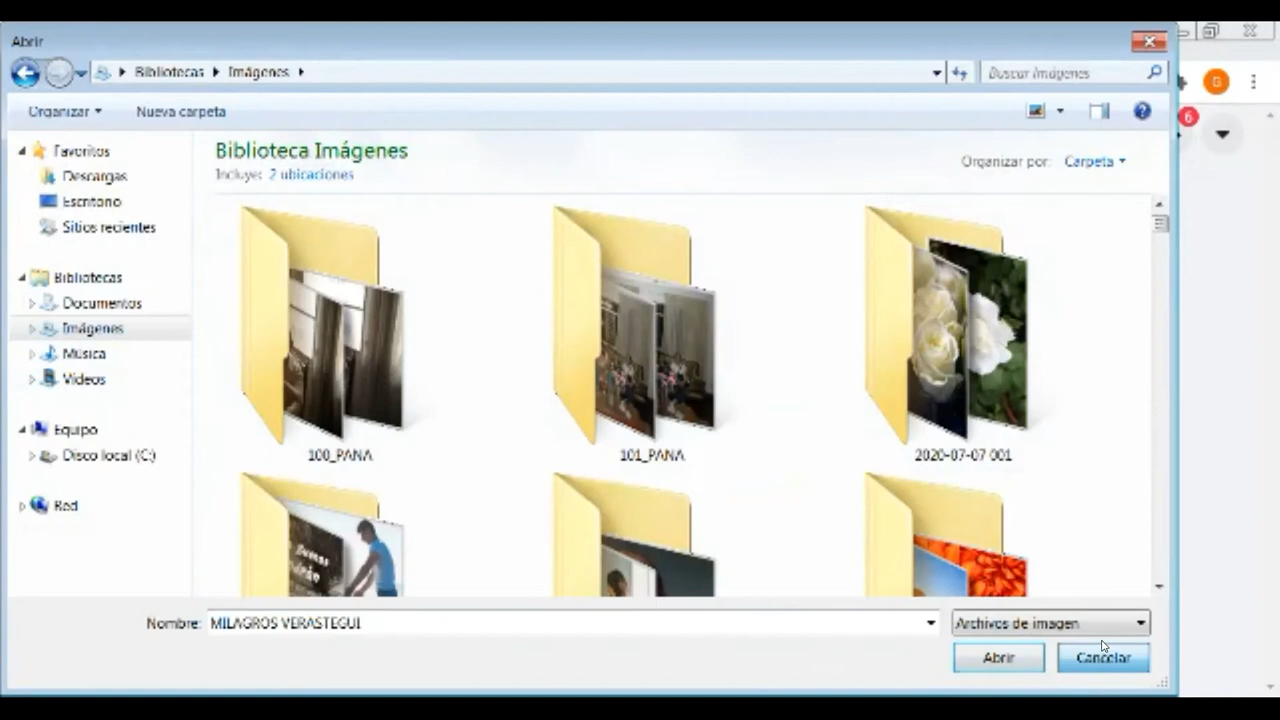 Abrir
Bibliotecas
Imágenes
Buscar Imágenes
Organizar
Nueva carpeta
Favoritos
Descargas
Escritorio
Sitios recientes
Bibliotecas
Documentos
Imágenes
Música
Vídeos
Equipo
Disco local (C:)
Red
Biblioteca Imágenes
Incluye: 2 ubicaciones
Organizar por: Carpeta
100_PANA
101_PANA
2020-07-07 001
Nombre: MILAGROS VERASTEGUI
Archivos de imagen
Abrir
Cancelar
G
6